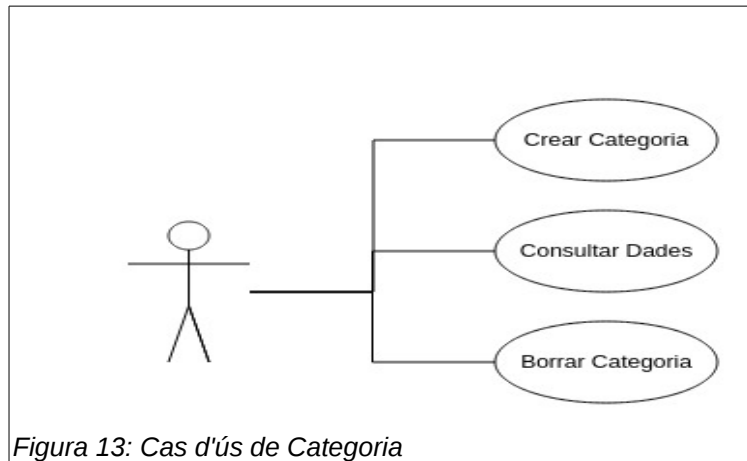 Crear Categoria
Consultar Dades
Borrar Categoria
Figura 13: Cas d'ús de Categoria